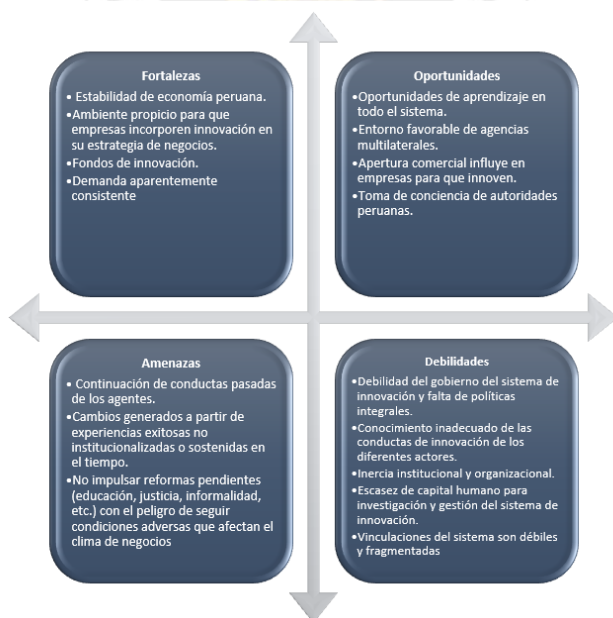 Fortalezas
• Estabilidad de economía peruana.
•Ambiente propicio para que
empresas incorporen innovación en
su estrategia de negocios.
•Fondos de innovación.
•Demanda aparentemente
consistente
Oportunidades
•Oportunidades de aprendizaje en
todo el sistema.
•Entorno favorable de agencias
multilaterales.
•Apertura comercial influye en
empresas para que innoven.
•Toma de conciencia de autoridades
peruanas.
Amenazas
• Continuación de conductas pasadas
de los agentes.
•Cambios generados a partir de
experiencias exitosas no
institucionalizadas o sostenidas en
el tiempo.
•No impulsar reformas pendientes
(educación, justicia, informalidad,
etc.) con el peligro de seguir
condiciones adversas que afectan el
clima de negocios
Debilidades
•Debilidad del gobierno del sistema de
innovación y falta de políticas
integrales.
•Conocimiento inadecuado de las
conductas de innovación de los
diferentes actores.
•Inercia institucional y organizacional.
•Escasez de capital humano para
investigación y gestión del sistema de
innovación.
•Vinculaciones del sistema son débiles
y fragmentadas